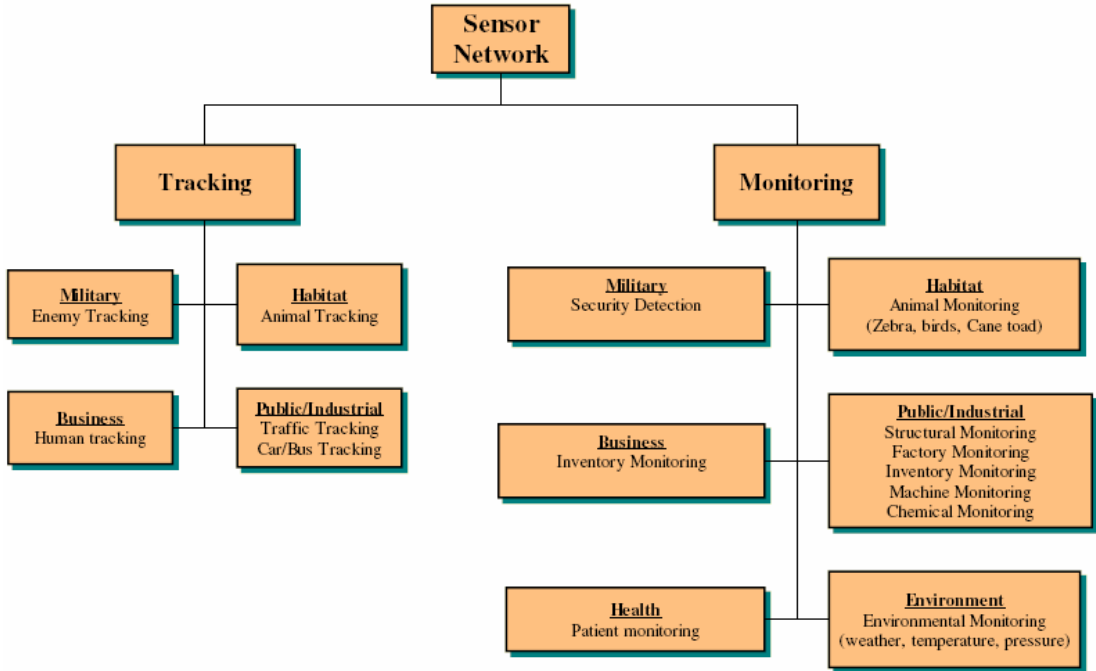 Sensor
Network
Tracking
Monitoring
Military
Enemy Tracking
Habitat
Animal Tracking
Business
Human tracking
Public/Industrial
Traffic Tracking
Car/Bus Tracking
Military
Security Detection
Habitat
Animal Monitoring
(Zebra, birds, Cane toad)
Business
Inventory Monitoring
Public/Industrial
Structural Monitoring
Factory Monitoring
Inventory Monitoring
Machine Monitoring
Chemical Monitoring
Health
Patient monitoring
Environment
Environmental Monitoring
(weather, temperature, pressure)